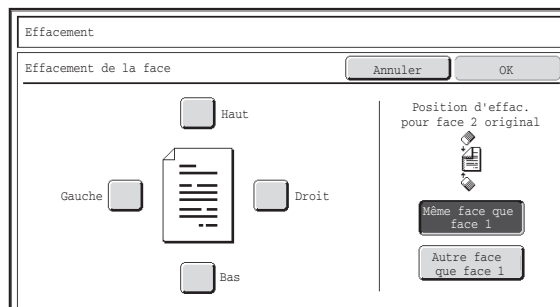 Effacement
Effacement de la face
Annuler
OK
Haut
Gauche
Droit
Bas
Position d'effac.
pour face 2 original
Même face que
face 1
Autre face
que face 1